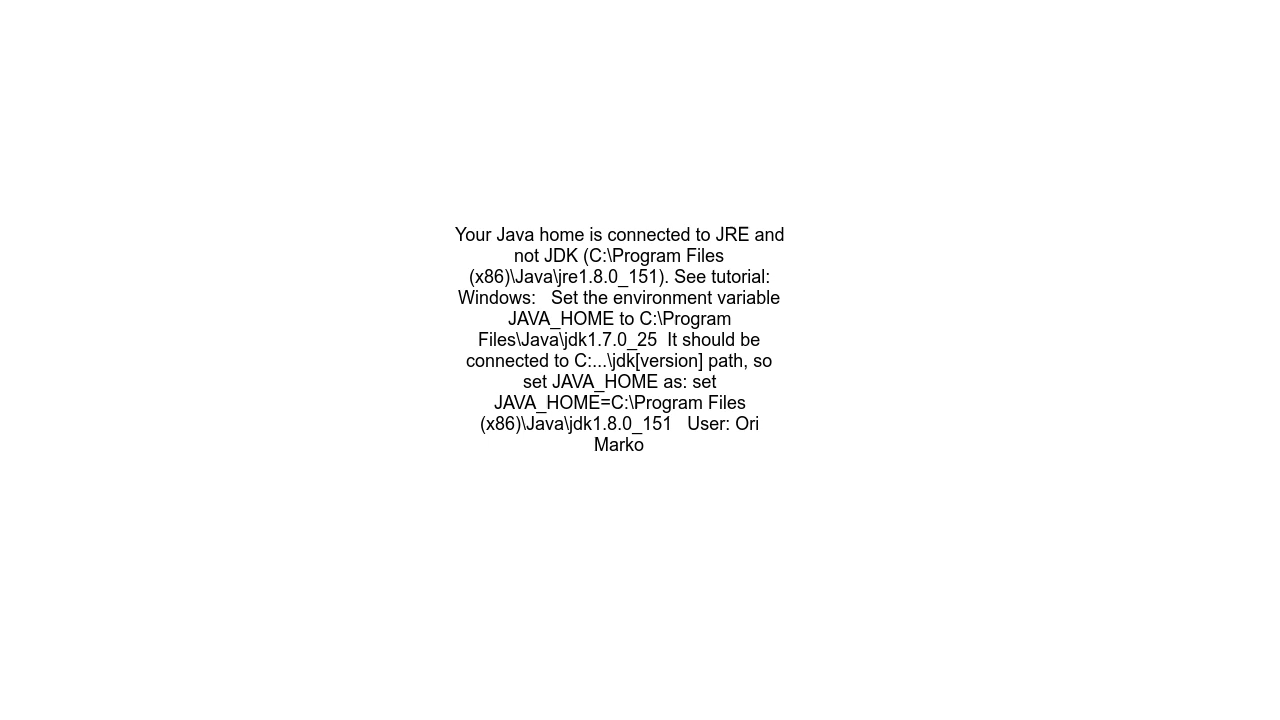 Your Java home is connected to JRE and
not JDK (C:\Program Files
(x86)\Java\jre1.8.0_151). See tutorial:
Windows:   Set the environment variable
JAVA_HOME to C:\Program
Files\Java\jdk1.7.0_25  It should be
connected to C:...\jdk[version] path, so
set JAVA_HOME as: set
JAVA_HOME=C:\Program Files
(x86)\Java\jdk1.8.0_151   User: Ori
Marko